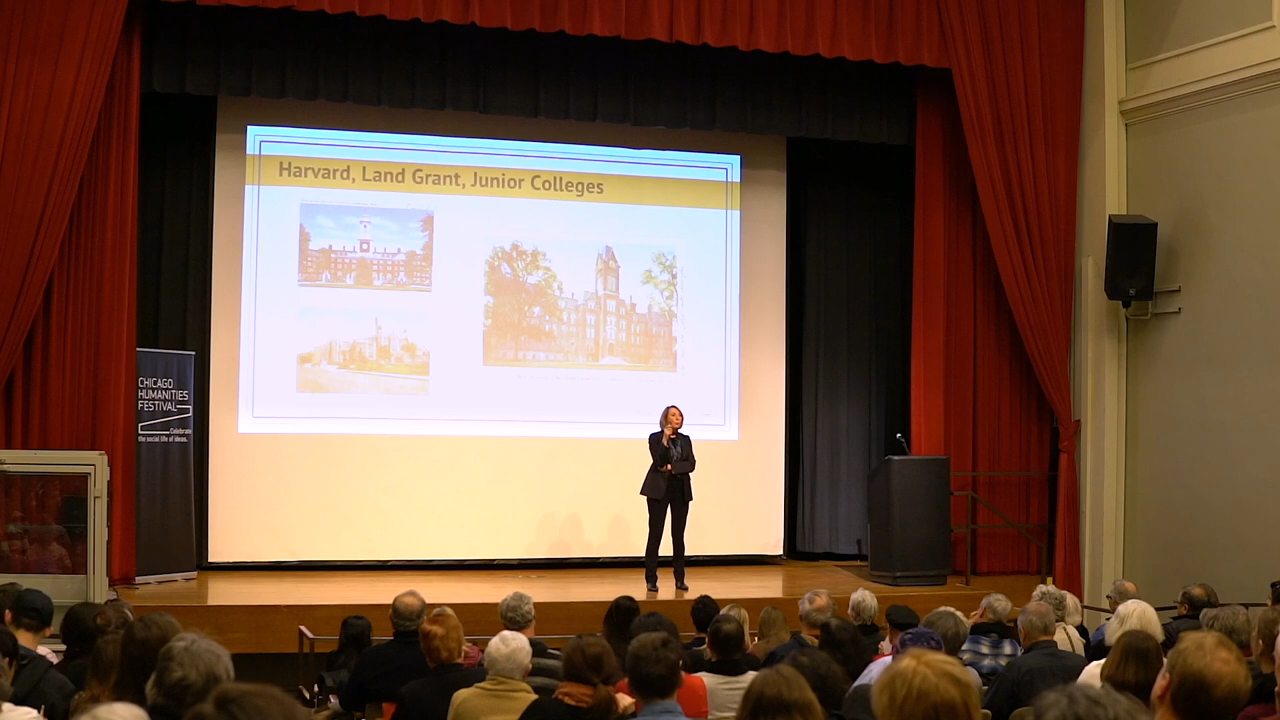 Harvard, Land Grant, Junior Colleges
CHICAGO
HUMANITIES
FESTIVAL
Celebrate
the social life of ideas.